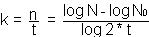 k = n/t = (log N - log N₀)/(log 2 * t)